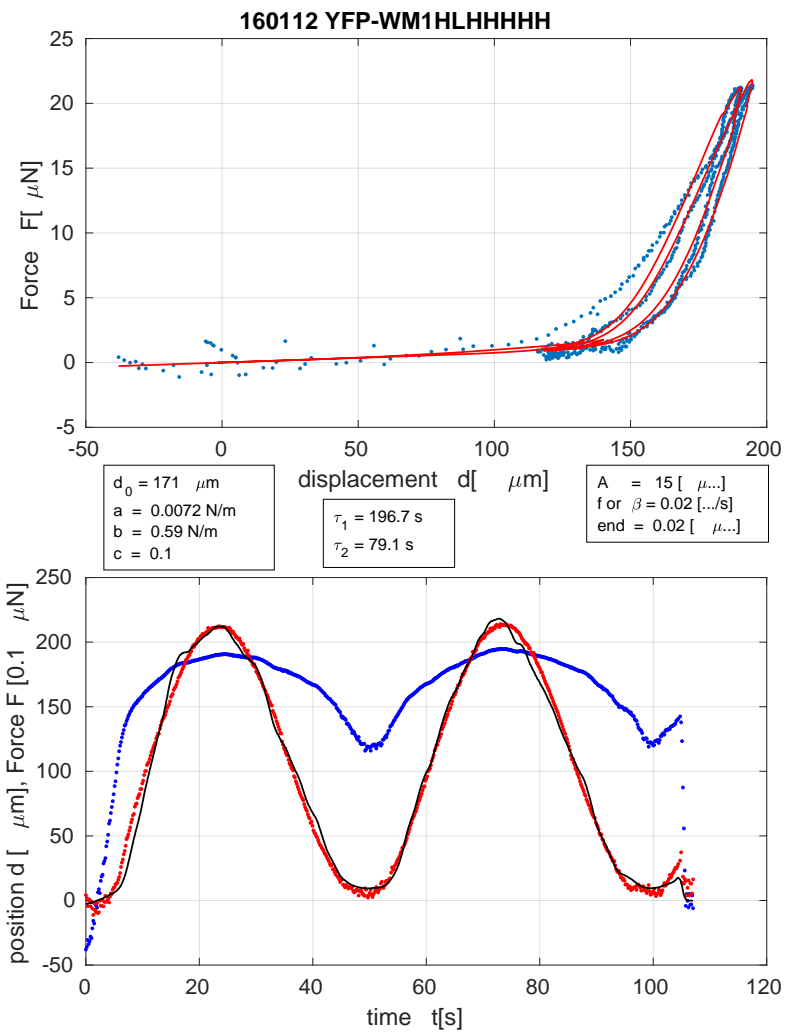 160112 YFP-WM1HLHHHHH
Force F[ μN]
25
20
15
10
5
0
-5
-50 0 50 100 150 200
displacement d[ μm]
d0 = 171 μm
a = 0.0072 N/m
b = 0.59 N/m
c = 0.1
τ1 = 196.7 s
τ2 = 79.1 s
A = 15 [ μ...]
f or β = 0.02 [.../s]
end = 0.02 [ μ...]
position d [ μm], Force F [0.1 μN]
250
200
150
100
50
0
-50
0 20 40 60 80 100 120
time t[s]